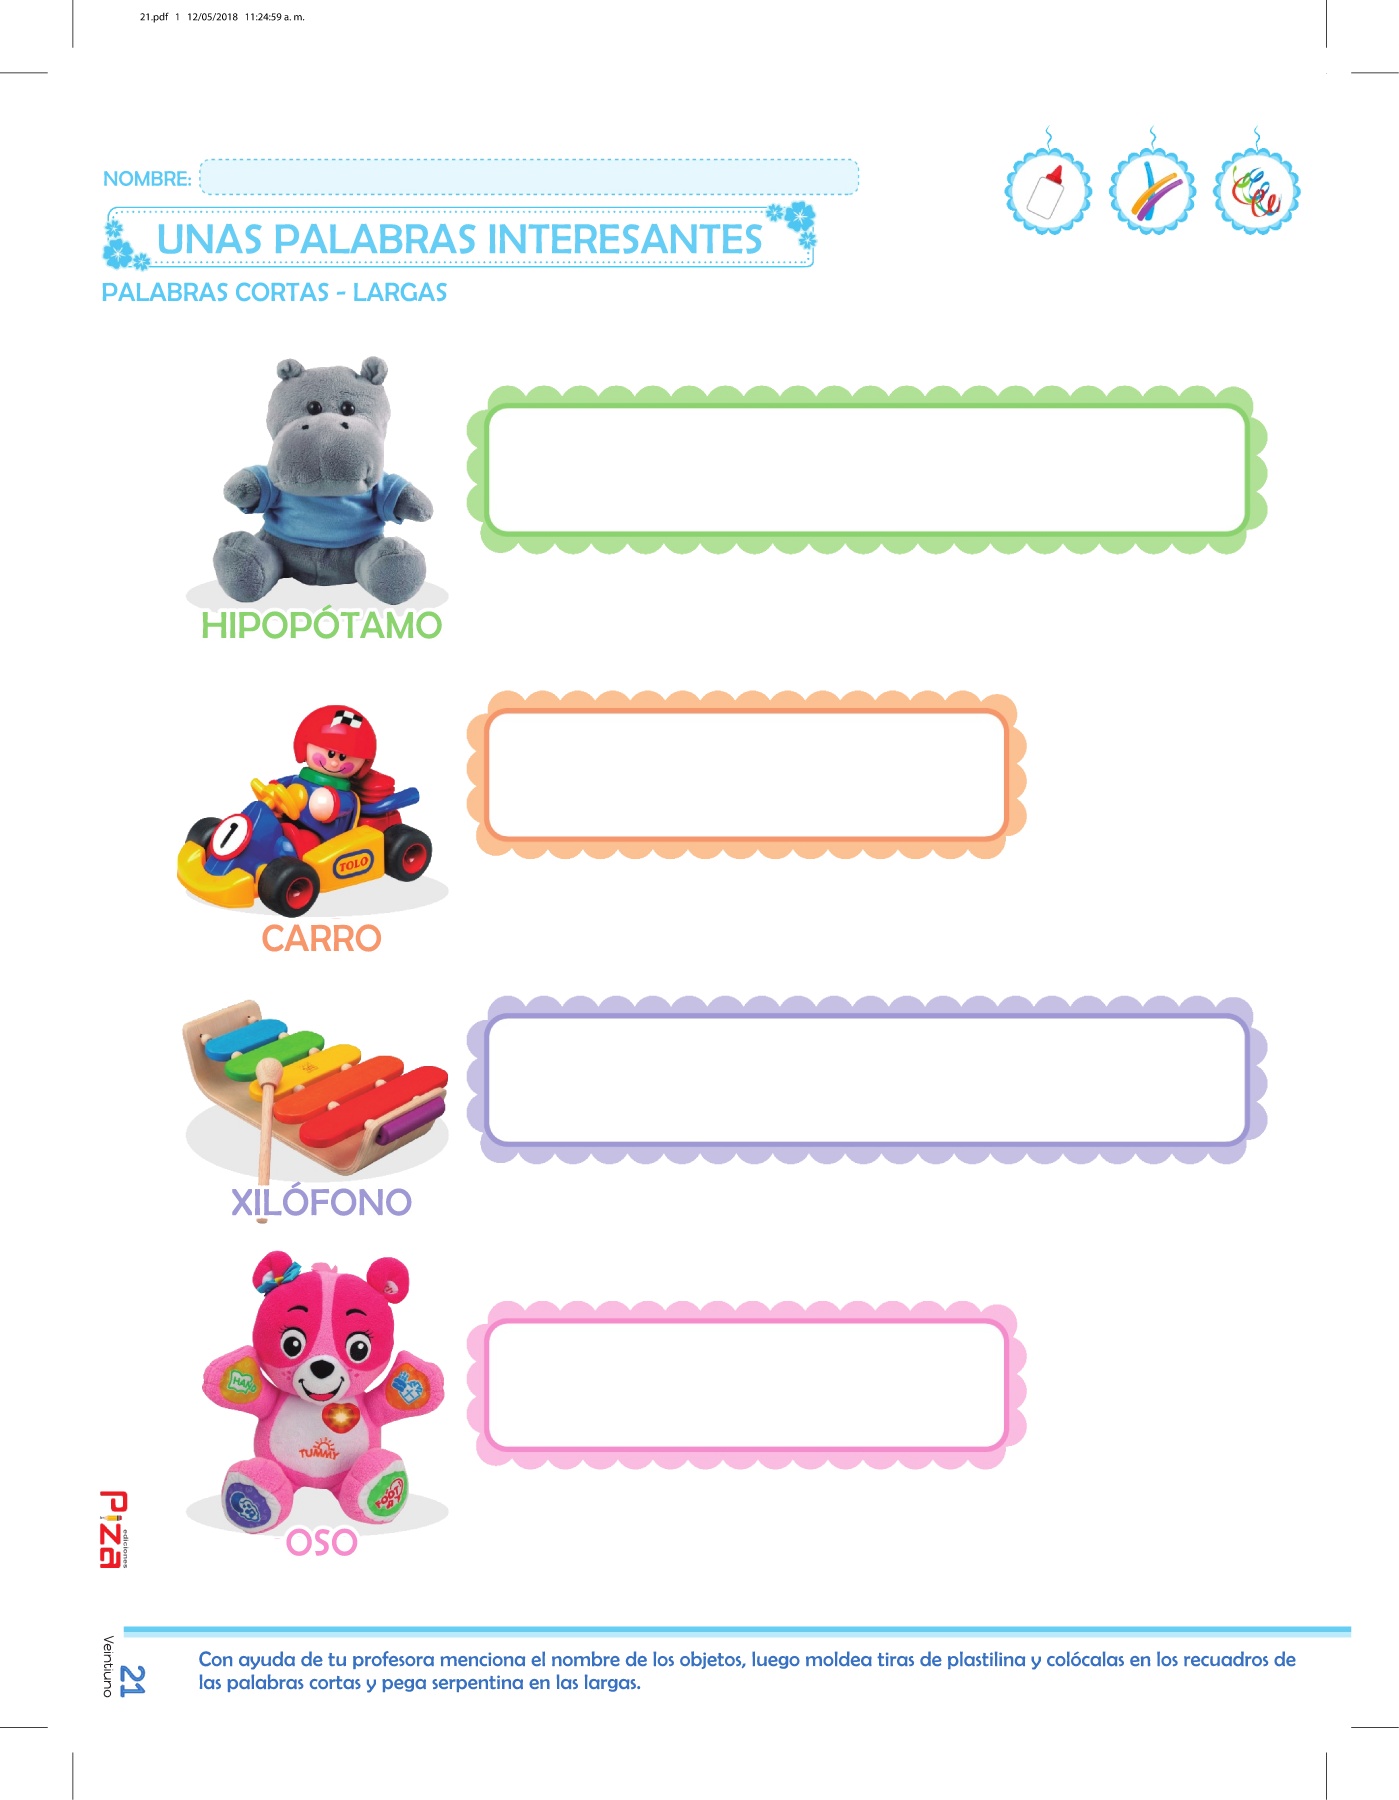 21.pdf 1 12/05/2018 11:24:59 a. m.
NOMBRE:
UNAS PALABRAS INTERESANTES
PALABRAS CORTAS - LARGAS
HIPOPÓTAMO
1
TOLO
CARRO
XILÓFONO
TUMMY
FOOT
OSO
Piza
ediciones
Veintiuno
21
Con ayuda de tu profesora menciona el nombre de los objetos, luego moldea tiras de plastilina y colócalas en los recuadros de
las palabras cortas y pega serpentina en las largas.